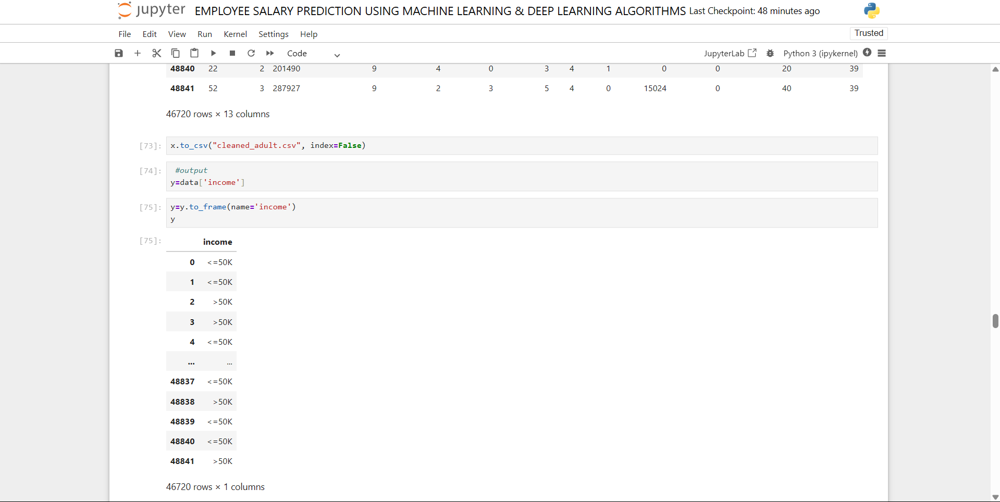 jupyter EMPLOYEE SALARY PREDICTION USING MACHINE LEARNING & DEEP LEARNING ALGORITHMS Last Checkpoint: 48 minutes ago
File Edit View Run Kernel Settings Help Trusted
Code JupyterLab Python 3 (ipykernel)
48840 22 2 201490 9 4 0 3 4 1 0 0 20 39
48841 52 3 287927 9 2 3 5 4 0 15024 0 40 39
46720 rows × 13 columns
[73]: x.to_csv("cleaned_adult.csv", index=False)
[74]: #output
y=data['income']
[75]: y=y.to_frame(name='income')
y
[75]: income
0 <=50K
1 <=50K
2 >50K
3 >50K
4 <=50K
... ...
48837 <=50K
48838 >50K
48839 <=50K
48840 <=50K
48841 >50K
46720 rows × 1 columns